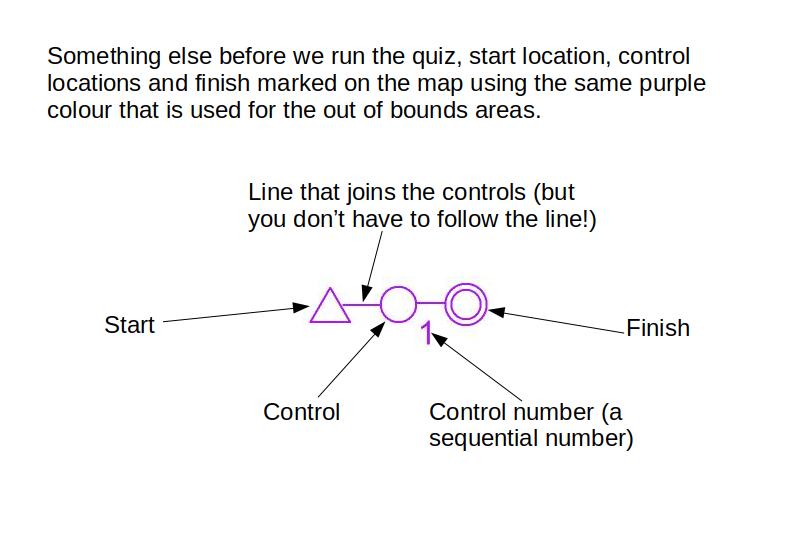 Something else before we run the quiz, start location, control
locations and finish marked on the map using the same purple
colour that is used for the out of bounds areas.
Line that joins the controls (but
you don’t have to follow the line!)
Start
1
Finish
Control
Control number (a
sequential number)